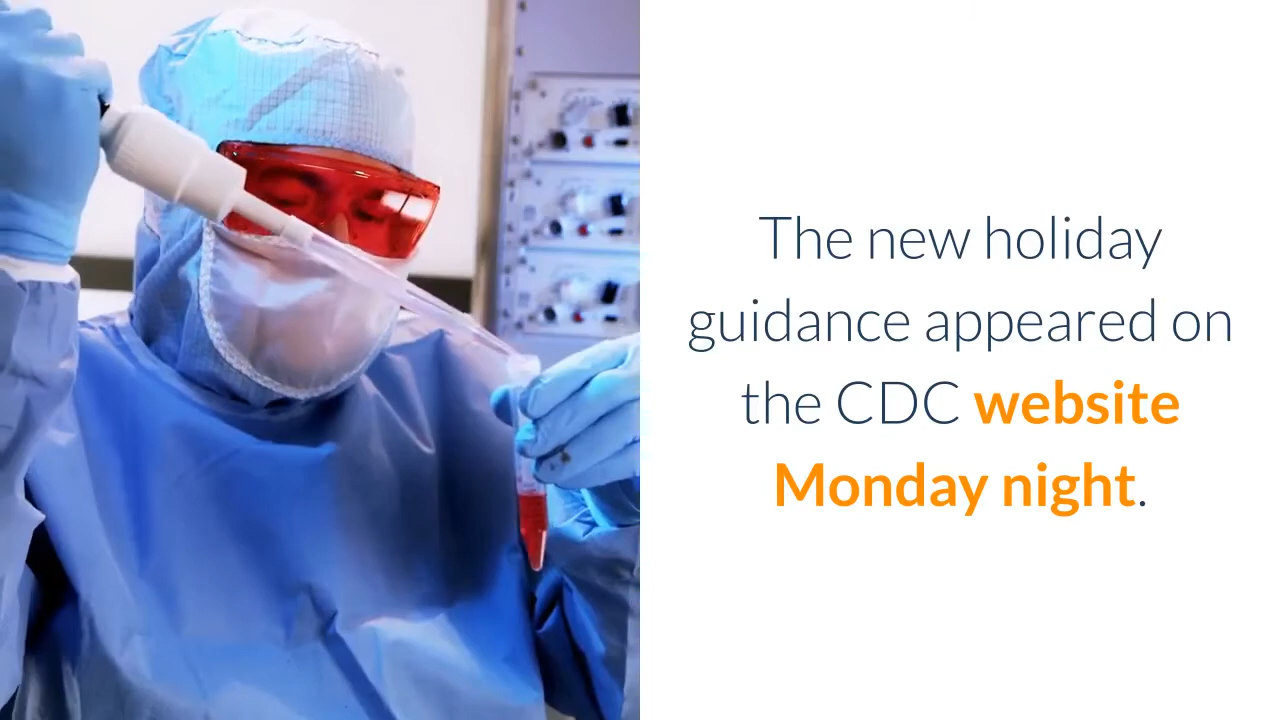 The new holiday
guidance appeared on
the CDC website
Monday night.